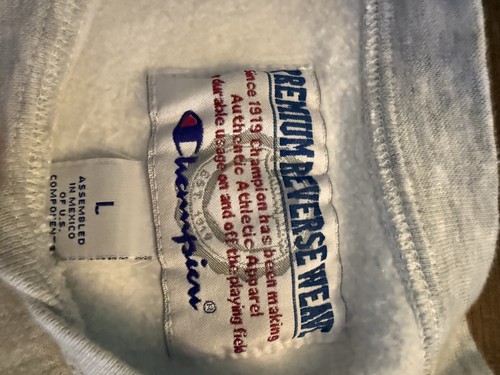 PREMIUM REVERSE WEAVE
Since 1919 Champion has been making
Authentic Athletic Apparel
durable usage on and off the playing field
Champion
L
ASSEMBLED
IN MEXICO
OF U.S.
COMPONENTS